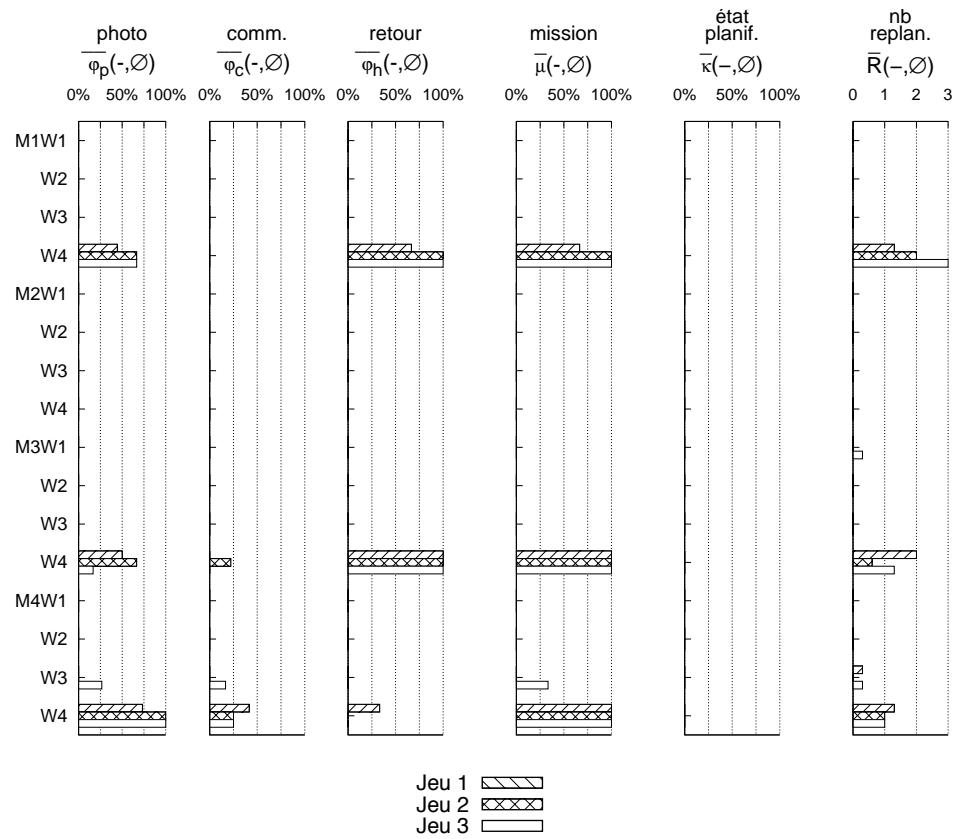 photo comm. retour mission état planif. nb replan.
φp(-,∅) φc(-,∅) φh(-,∅) μ(-,∅) κ(−,∅) R(−,∅)
0% 50% 100% 0% 50% 100% 0% 50% 100% 0% 50% 100% 0% 50% 100% 0 1 2 3
M1W1
W2
W3
W4
M2W1
W2
W3
W4
M3W1
W2
W3
W4
M4W1
W2
W3
W4
Jeu 1
Jeu 2
Jeu 3